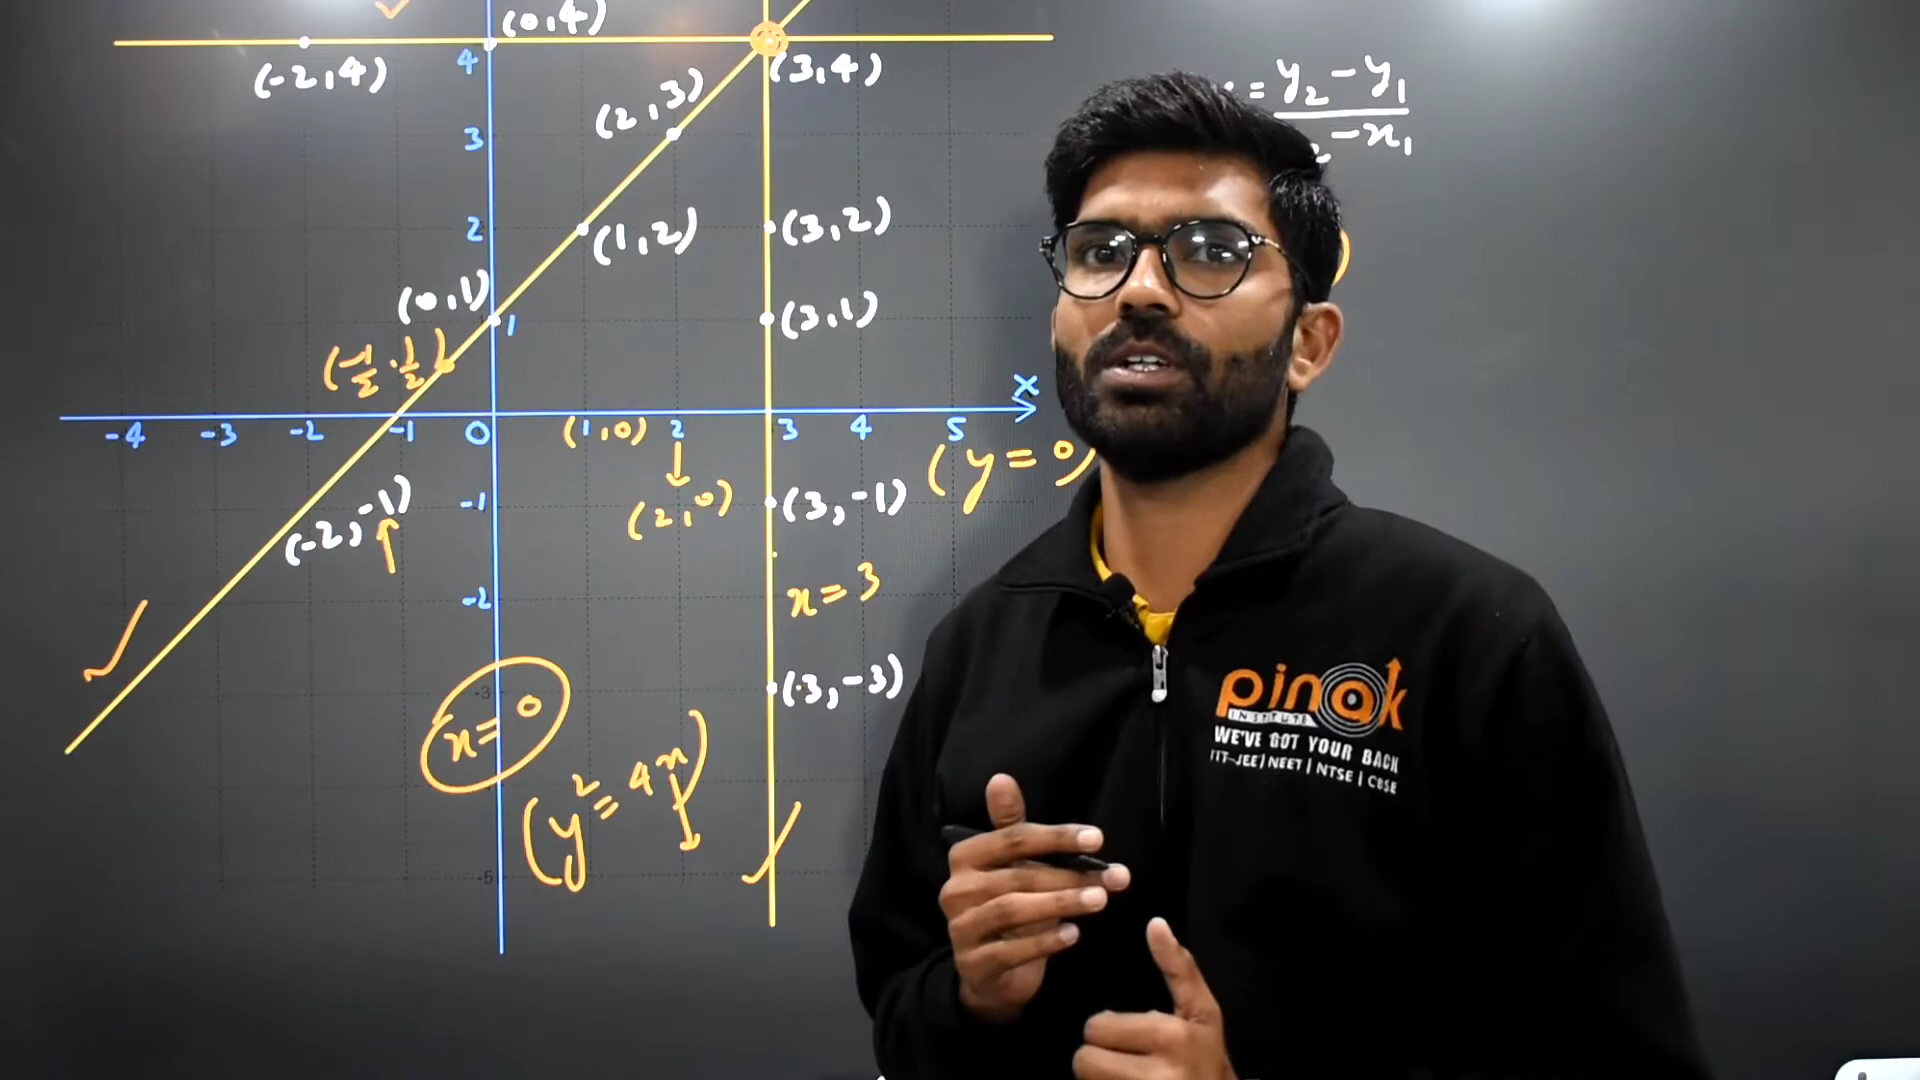 (0,4)
4
(-2,4)
(3,4)
= y₂ - y₁
- x₁
(2,3)
3
2
(1,2)
(3,2)
(0,1)
1
(3,1)
(-1/2, 1/2)
X
-4 -3 -2 -1 0 (1,0) 2 3 4 5
(y = 0)
(2,0)
(-2,-1)
-1
(3,-1)
-2
x = 3
-3
(3,-3)
x = 0
(y² = 4x)
-5
pinak
INSTITUTE
WE'VE GOT YOUR BACK
IIT-JEE | NEET | NTSE | CBSE